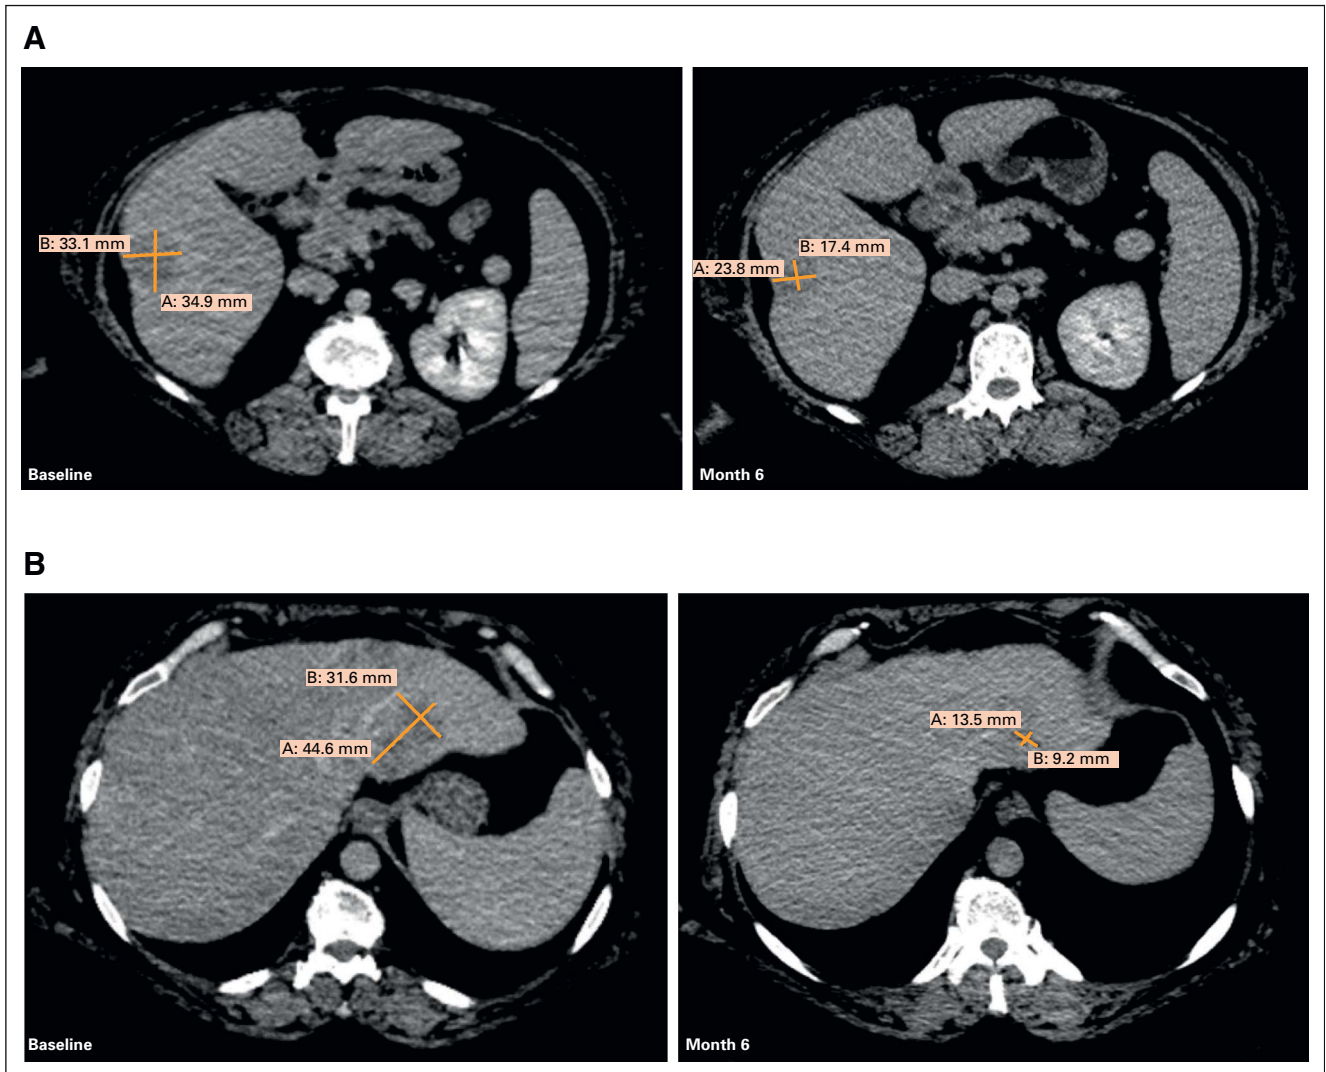 A
B: 33.1 mm
A: 34.9 mm
Baseline
B: 17.4 mm
A: 23.8 mm
Month 6
B
B: 31.6 mm
A: 44.6 mm
Baseline
A: 13.5 mm
B: 9.2 mm
Month 6